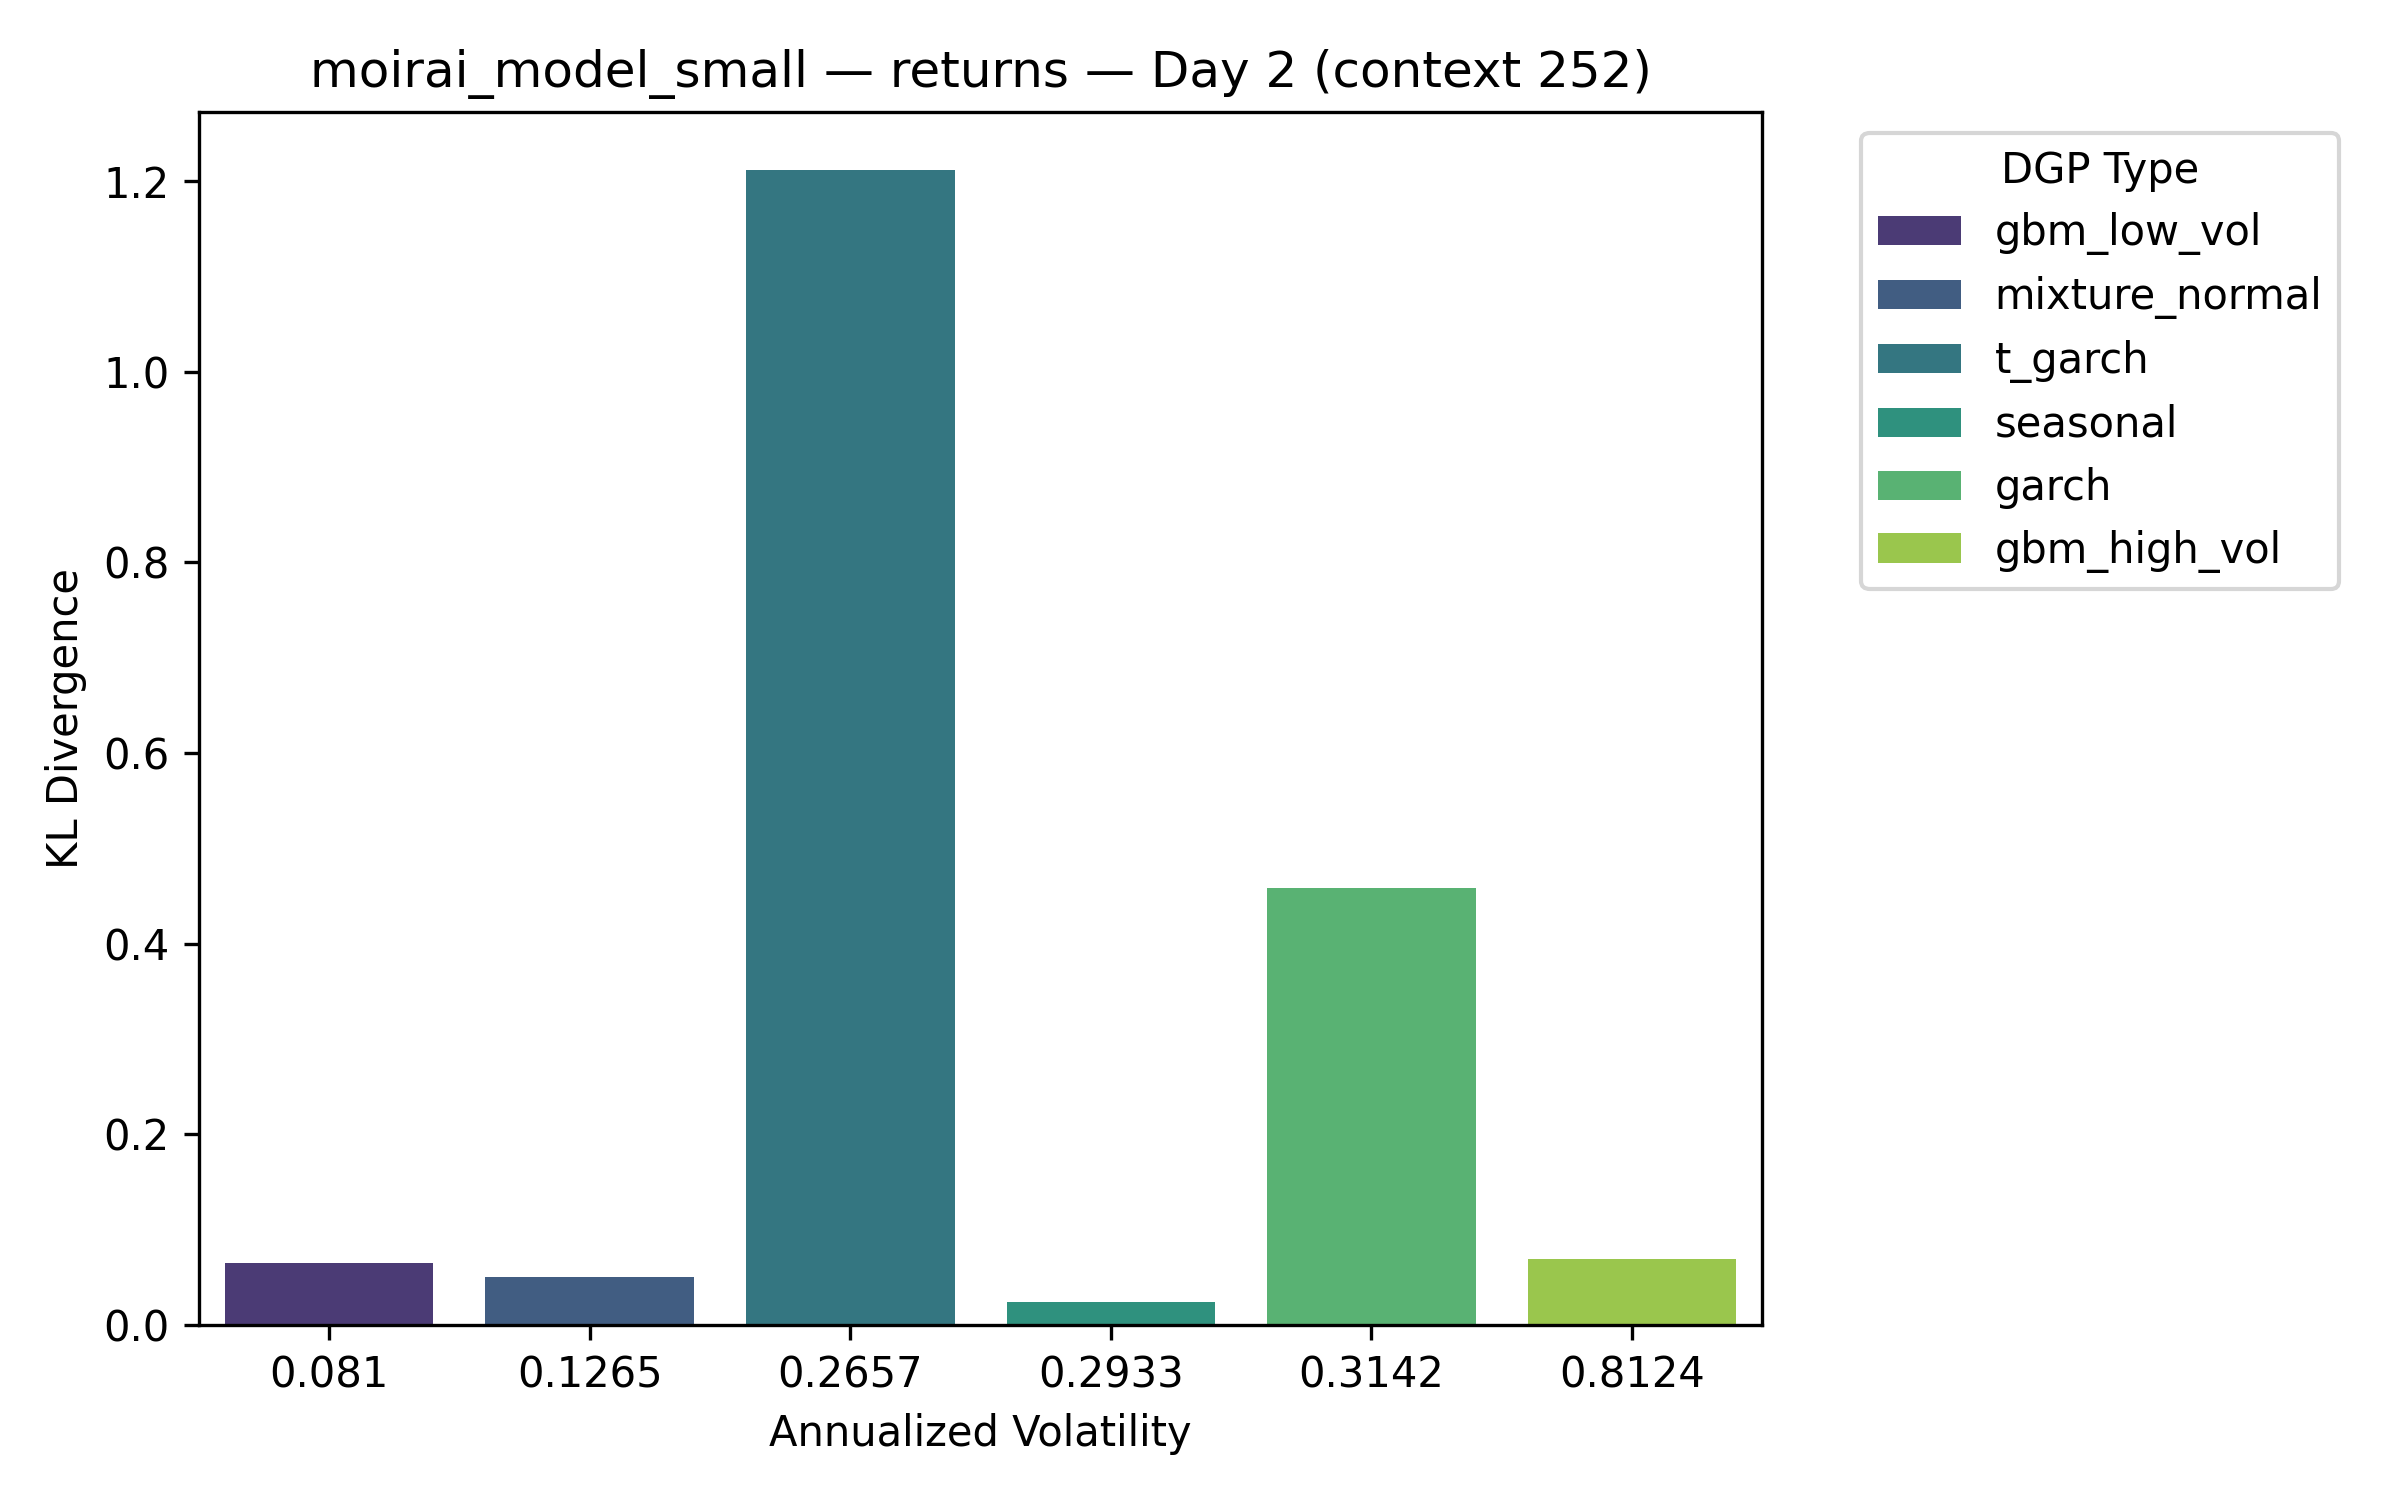 moirai_model_small — returns — Day 2 (context 252)
KL Divergence
1.2
1.0
0.8
0.6
0.4
0.2
0.0
0.081 0.1265 0.2657 0.2933 0.3142 0.8124
Annualized Volatility
DGP Type
gbm_low_vol
mixture_normal
t_garch
seasonal
garch
gbm_high_vol